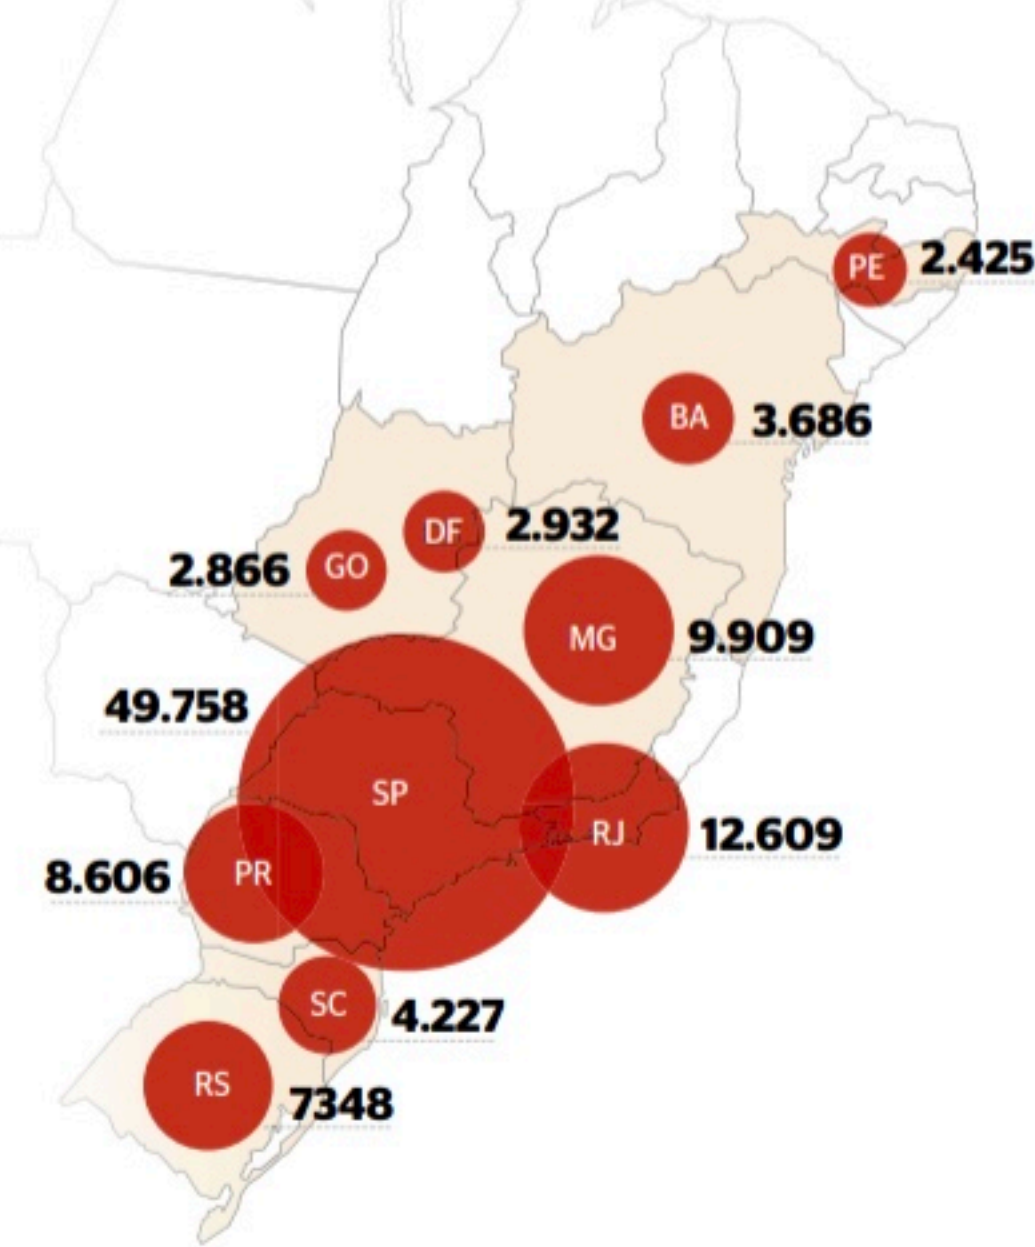 PE 2.425
BA 3.686
DF 2.932
2.866 GO
MG 9.909
49.758
SP
RJ 12.609
8.606 PR
SC 4.227
RS 7348